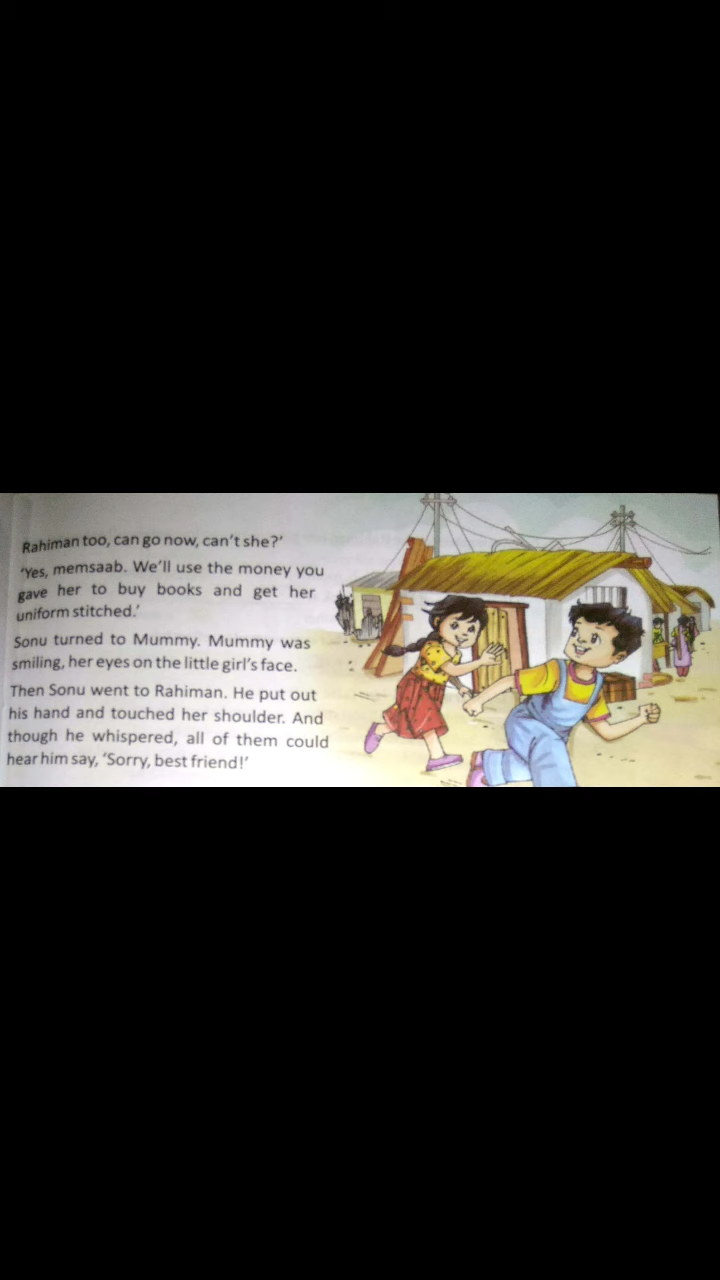 Rahiman too, can go now, can't she?'
'Yes, memsaab. We'll use the money you
gave her to buy books and get her
uniform stitched.'
Sonu turned to Mummy. Mummy was
smiling, her eyes on the little girl's face.
Then Sonu went to Rahiman. He put out
his hand and touched her shoulder. And
though he whispered, all of them could
hear him say, 'Sorry, best friend!'